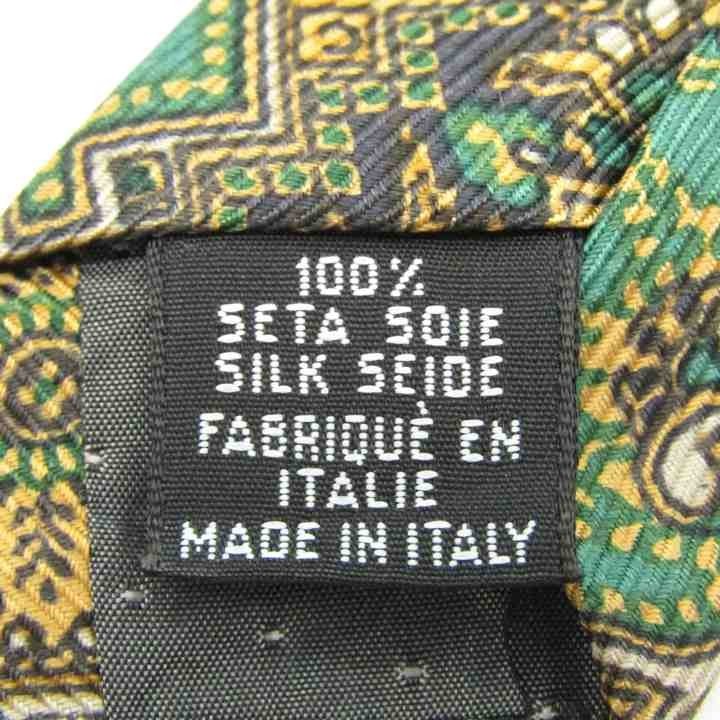 100%
SETA SOIE
SILK SEIDE
FABRIQUÈ EN
ITALIE
MADE IN ITALY